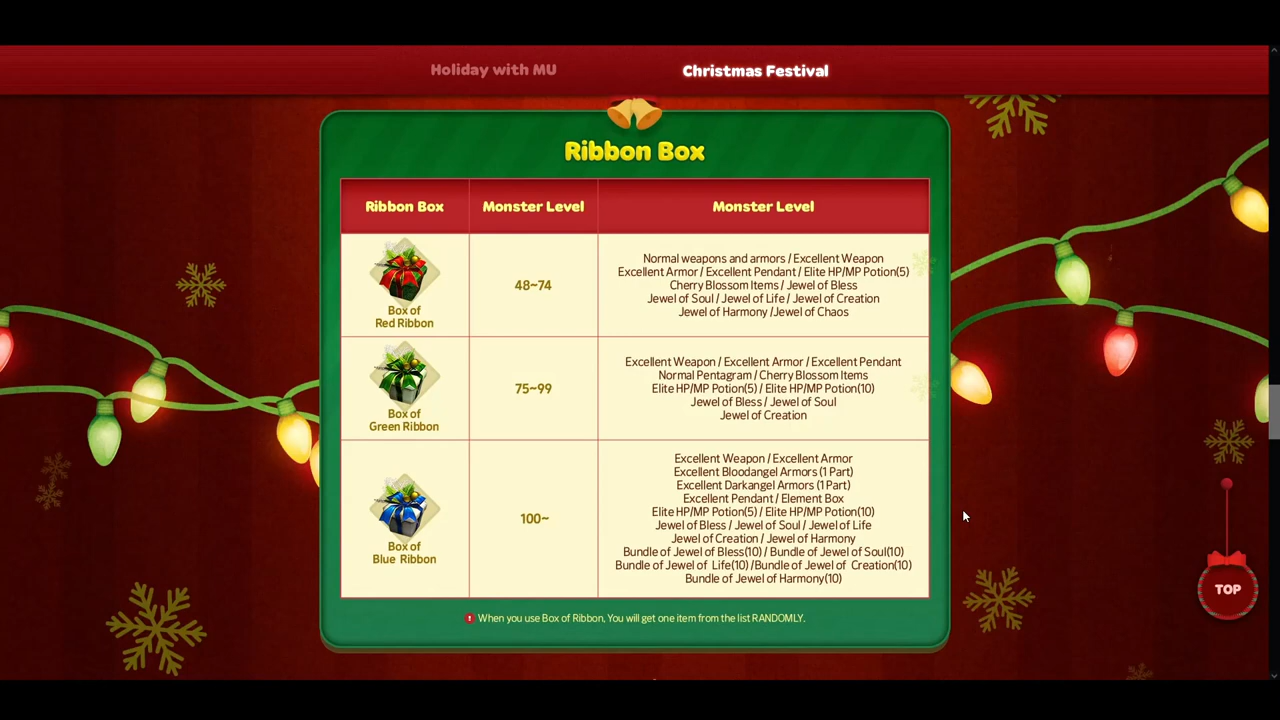 Holiday with MU
Christmas Festival
Ribbon Box
Ribbon Box
Monster Level
Monster Level
Box of
Red Ribbon
48~74
Normal weapons and armors / Excellent Weapon
Excellent Armor / Excellent Pendant / Elite HP/MP Potion(5)
Cherry Blossom Items / Jewel of Bless
Jewel of Soul / Jewel of Life / Jewel of Creation
Jewel of Harmony /Jewel of Chaos
Box of
Green Ribbon
75~99
Excellent Weapon / Excellent Armor / Excellent Pendant
Normal Pentagram / Cherry Blossom Items
Elite HP/MP Potion(5) / Elite HP/MP Potion(10)
Jewel of Bless / Jewel of Soul
Jewel of Creation
Box of
Blue Ribbon
100~
Excellent Weapon / Excellent Armor
Excellent Bloodangel Armors (1 Part)
Excellent Darkangel Armors (1 Part)
Excellent Pendant / Element Box
Elite HP/MP Potion(5) / Elite HP/MP Potion(10)
Jewel of Bless / Jewel of Soul / Jewel of Life
Jewel of Creation / Jewel of Harmony
Bundle of Jewel of Bless(10) / Bundle of Jewel of Soul(10)
Bundle of Jewel of Life(10) /Bundle of Jewel of Creation(10)
Bundle of Jewel of Harmony(10)
! When you use Box of Ribbon, You will get one item from the list RANDOMLY.
TOP